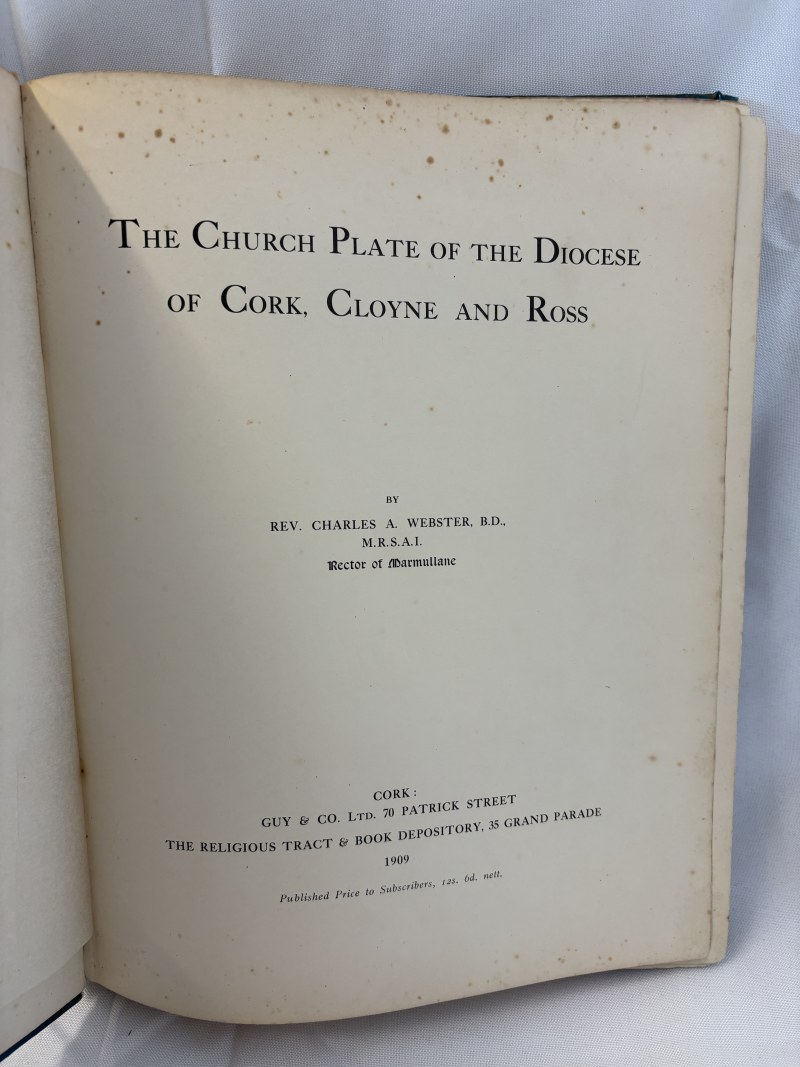 The Church Plate of the Diocese
of Cork, Cloyne and Ross
BY
REV. CHARLES A. WEBSTER, B.D.,
M.R.S.A.I.
Rector of Marmullane
CORK:
GUY & CO. LTD. 70 PATRICK STREET
THE RELIGIOUS TRACT & BOOK DEPOSITORY, 35 GRAND PARADE
1909
Published Price to Subscribers, 12s. 6d. nett.